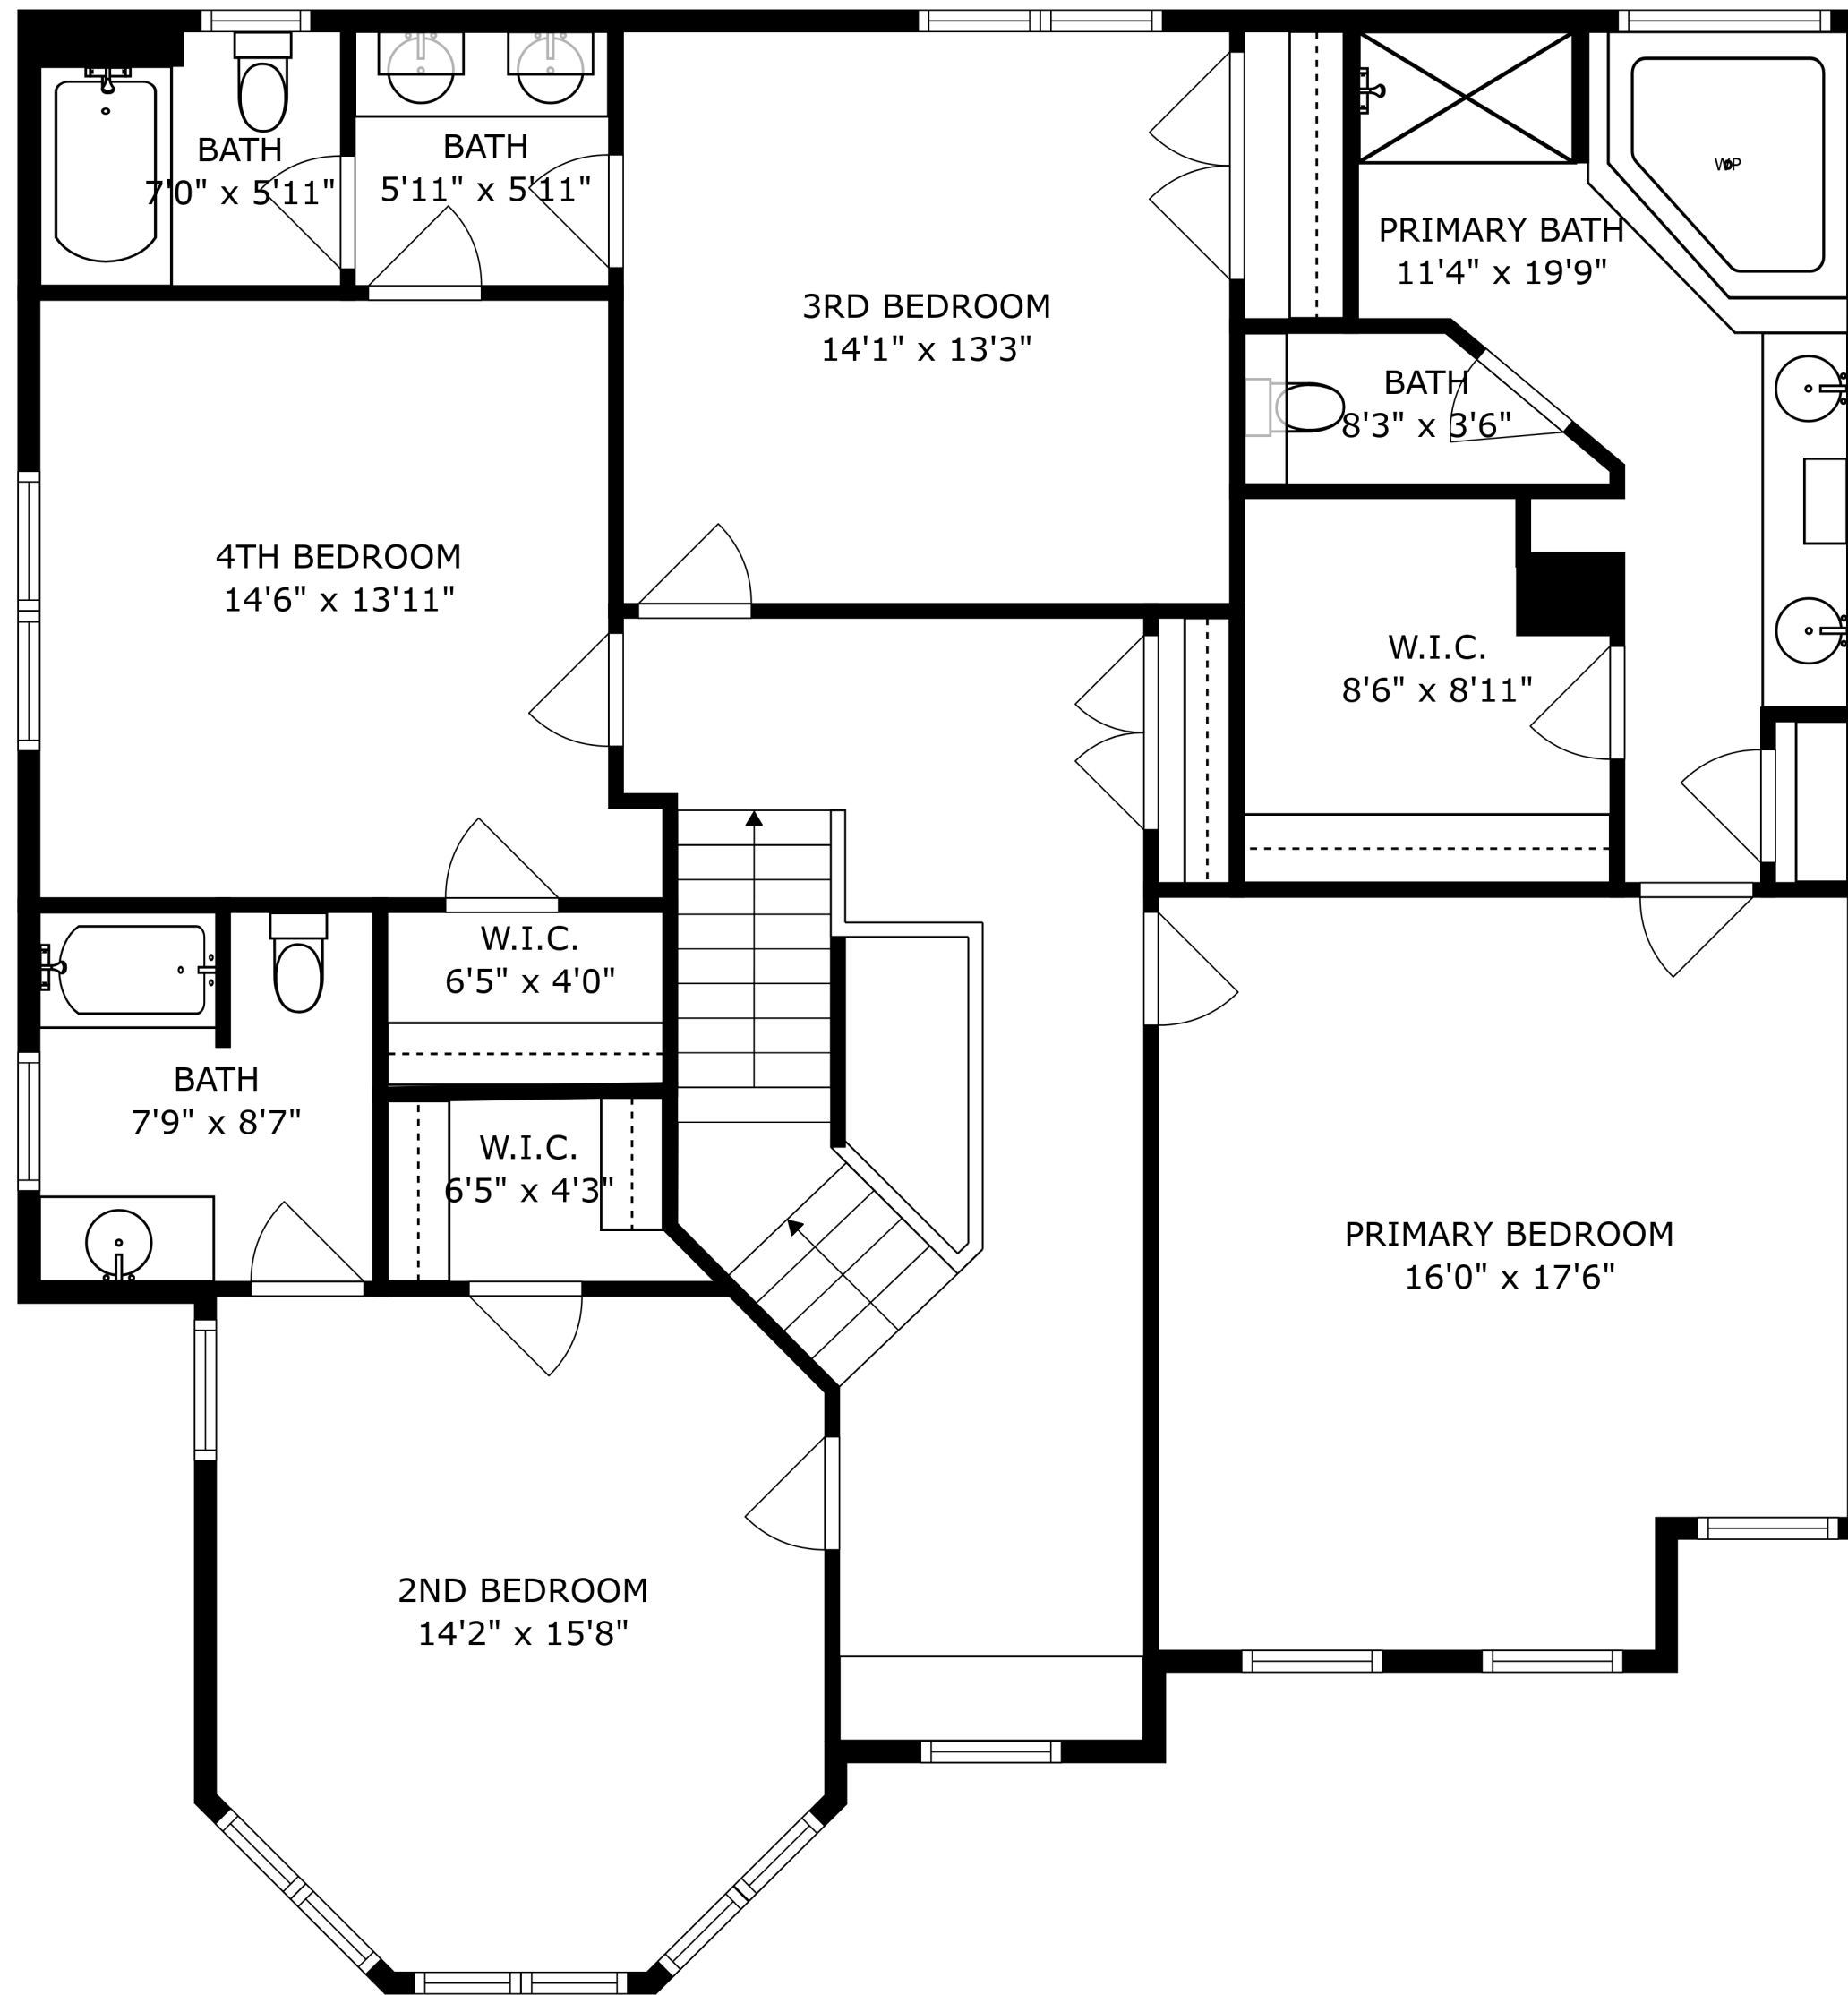 BATH
7'0" x 5'11"
BATH
5'11" x 5'11"
WP
PRIMARY BATH
11'4" x 19'9"
3RD BEDROOM
14'1" x 13'3"
BATH
8'3" x 3'6"
4TH BEDROOM
14'6" x 13'11"
W.I.C.
8'6" x 8'11"
W.I.C.
6'5" x 4'0"
BATH
7'9" x 8'7"
W.I.C.
6'5" x 4'3"
PRIMARY BEDROOM
16'0" x 17'6"
2ND BEDROOM
14'2" x 15'8"